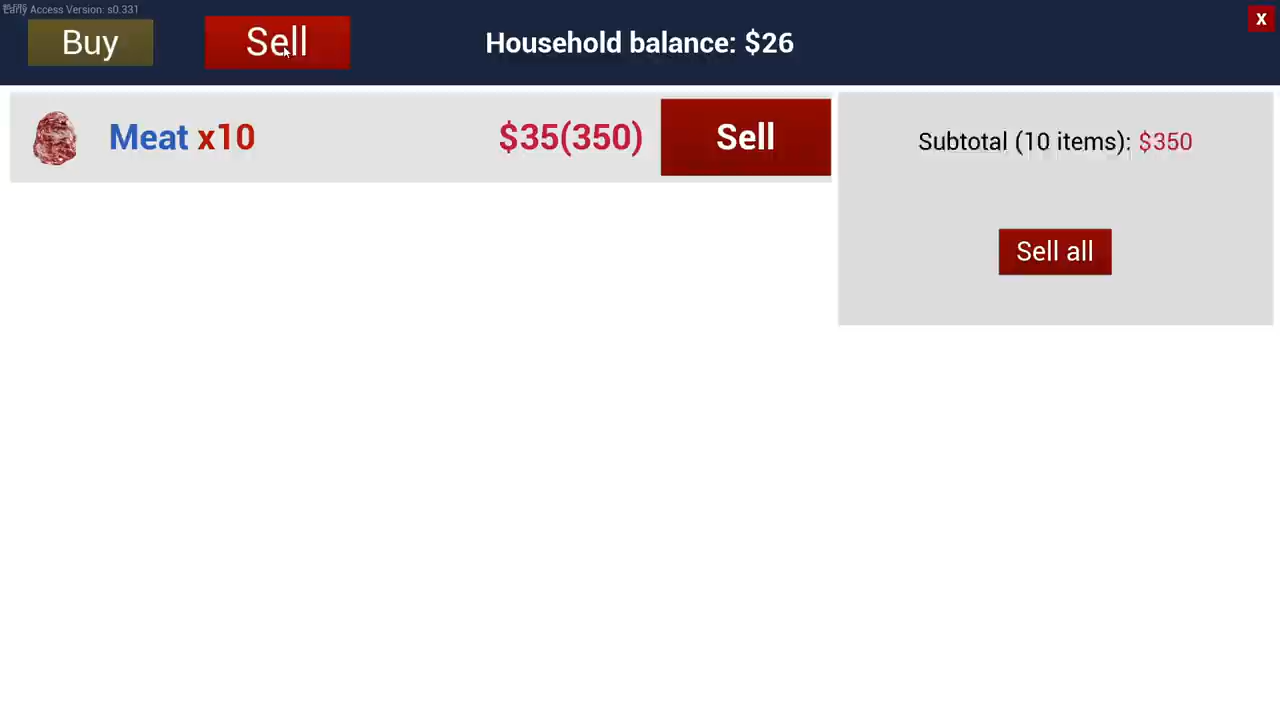 Early Access Version: s0.331
Buy
Sell
Household balance: $26
X
Meat x10
$35(350)
Sell
Subtotal (10 items): $350
Sell all